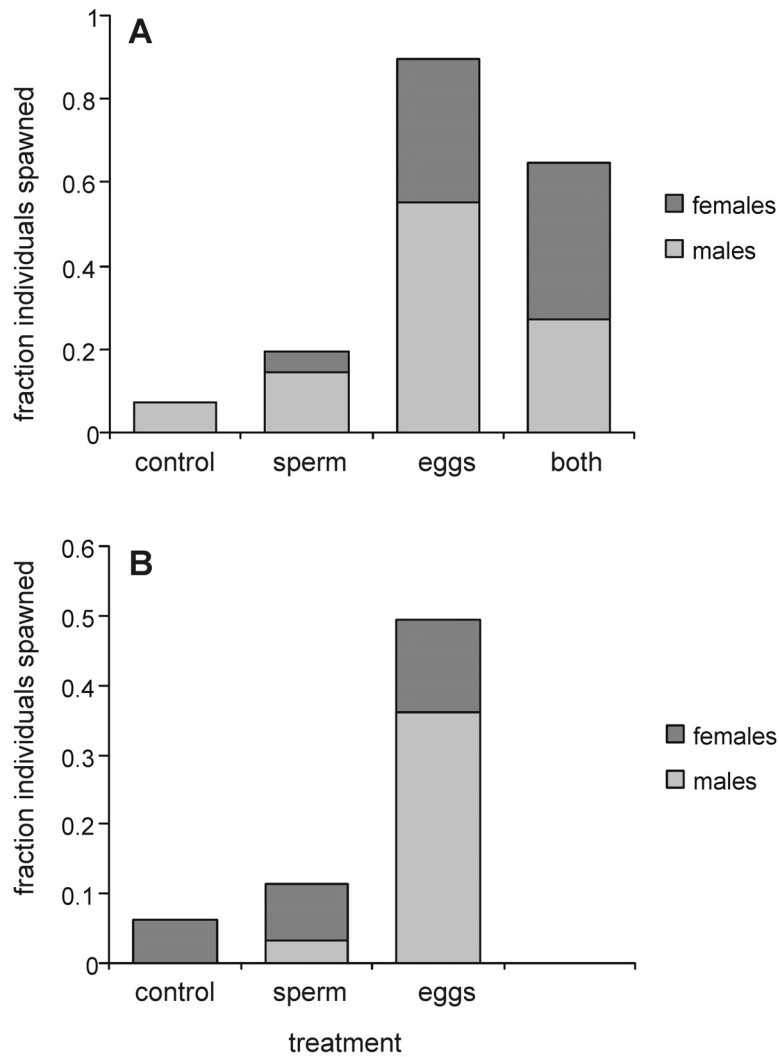 A
fraction individuals spawned
1
0.8
0.6
0.4
0.2
0
control sperm eggs both
females
males
B
fraction individuals spawned
0.6
0.5
0.4
0.3
0.2
0.1
0
control sperm eggs
treatment
females
males